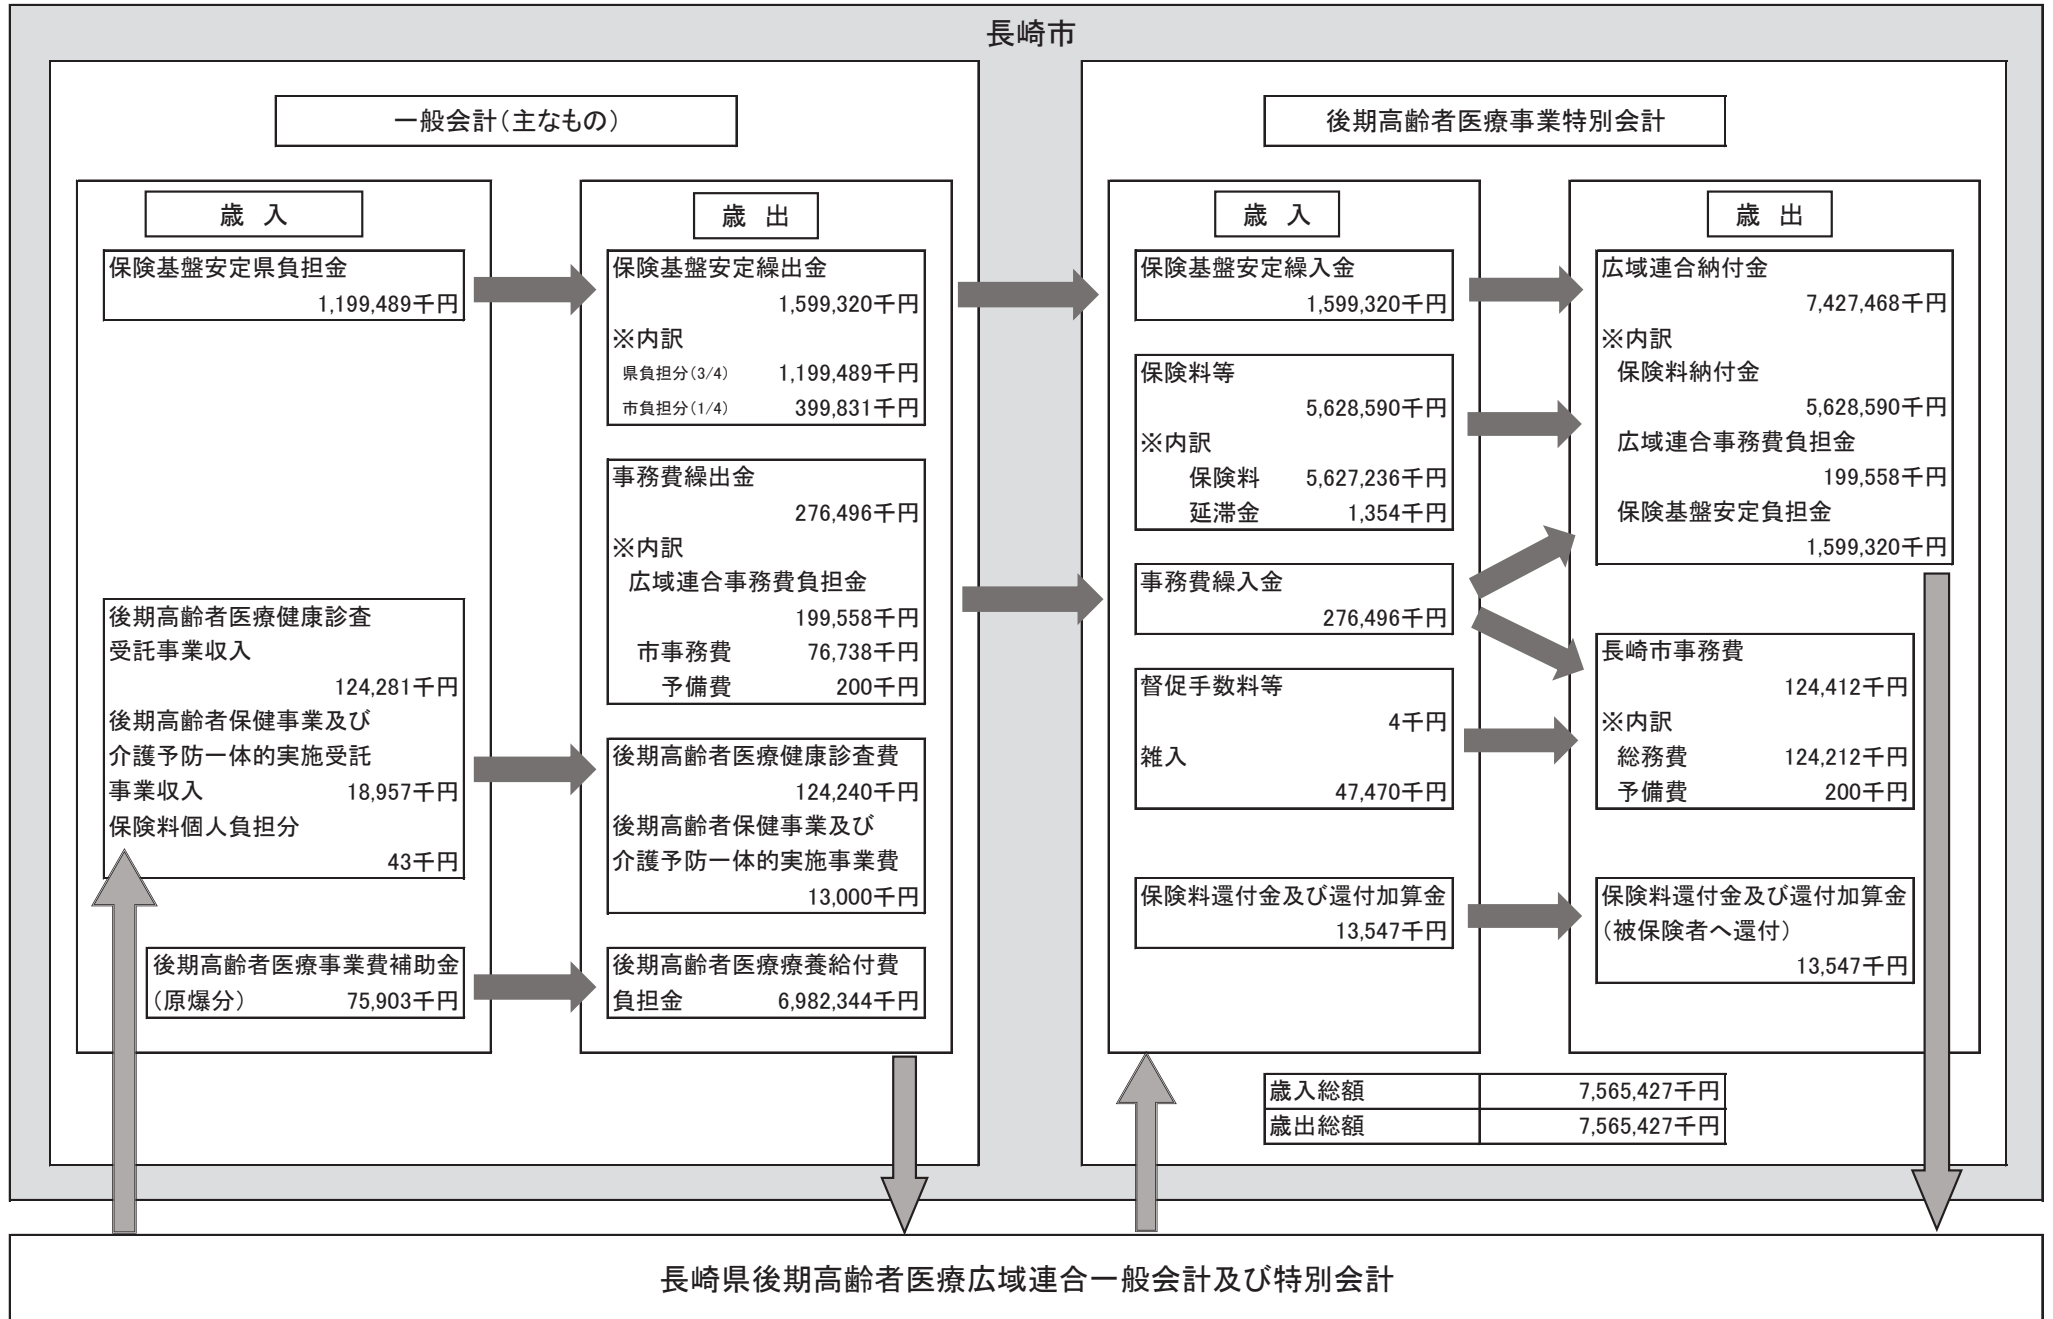 長崎市
一般会計（主なもの）
歳 入
保険基盤安定県負担金
1,199,489千円
後期高齢者医療健康診査
受託事業収入
124,281千円
後期高齢者保健事業及び
介護予防一体的実施受託
事業収入 18,957千円
保険料個人負担分
43千円
後期高齢者医療事業費補助金
（原爆分） 75,903千円
歳 出
保険基盤安定繰出金
1,599,320千円
※内訳
県負担分（3/4） 1,199,489千円
市負担分（1/4） 399,831千円
事務費繰出金
276,496千円
※内訳
広域連合事務費負担金
199,558千円
市事務費 76,738千円
予備費 200千円
後期高齢者医療健康診査費
124,240千円
後期高齢者保健事業及び
介護予防一体的実施事業費
13,000千円
後期高齢者医療療養給付費
負担金 6,982,344千円
後期高齢者医療事業特別会計
歳 入
保険基盤安定繰入金
1,599,320千円
保険料等
5,628,590千円
※内訳
保険料 5,627,236千円
延滞金 1,354千円
事務費繰入金
276,496千円
督促手数料等
4千円
雑入
47,470千円
保険料還付金及び還付加算金
13,547千円
歳 出
広域連合納付金
7,427,468千円
※内訳
保険料納付金
5,628,590千円
広域連合事務費負担金
199,558千円
保険基盤安定負担金
1,599,320千円
長崎市事務費
124,412千円
※内訳
総務費 124,212千円
予備費 200千円
保険料還付金及び還付加算金
（被保険者へ還付）
13,547千円
歳入総額 7,565,427千円
歳出総額 7,565,427千円
長崎県後期高齢者医療広域連合一般会計及び特別会計